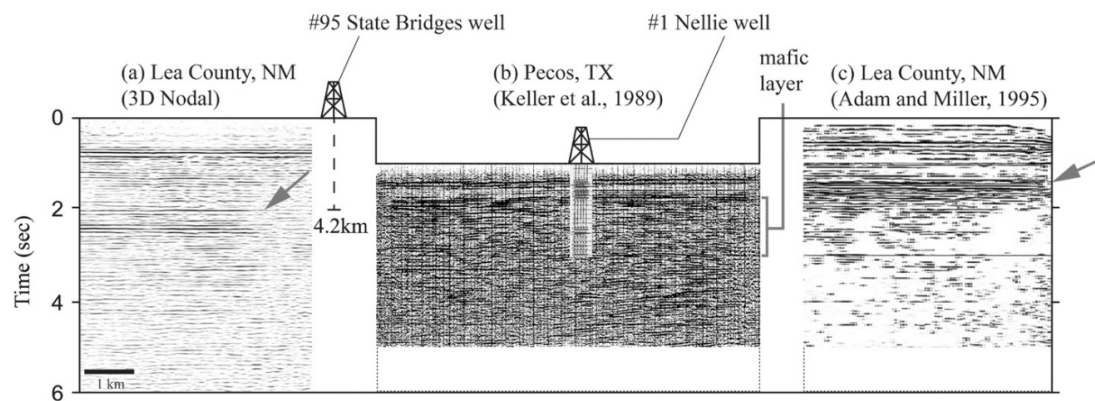 #95 State Bridges well
#1 Nellie well
(a) Lea County, NM
(3D Nodal)
(b) Pecos, TX
(Keller et al., 1989)
mafic
layer
(c) Lea County, NM
(Adam and Miller, 1995)
Time (sec)
0
2
4
6
4.2km
1 km